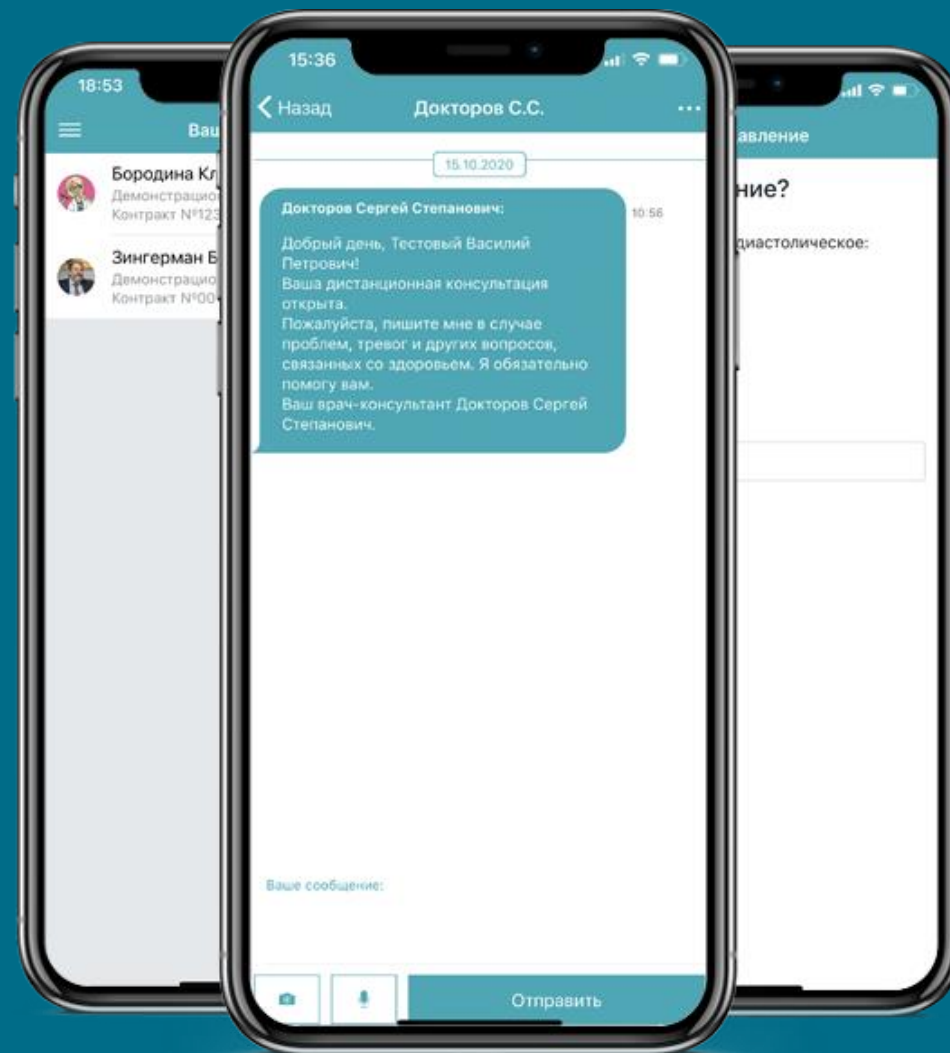 18:53
Ваш
Бородина Кл
Демонстрацио
Контракт №123
Зингерман Б
Демонстрацио
Контракт №00
15:36
Назад
Докторов С.С.
15.10.2020
Докторов Сергей Степанович:
10:56
Добрый день, Тестовый Василий
Петрович!
Ваша дистанционная консультация
открыта.
Пожалуйста, пишите мне в случае
проблем, тревог и других вопросов,
связанных со здоровьем. Я обязательно
помогу вам.
Ваш врач-консультант Докторов Сергей
Степанович.
Ваше сообщение:
Отправить
авление
ние?
диастолическое: